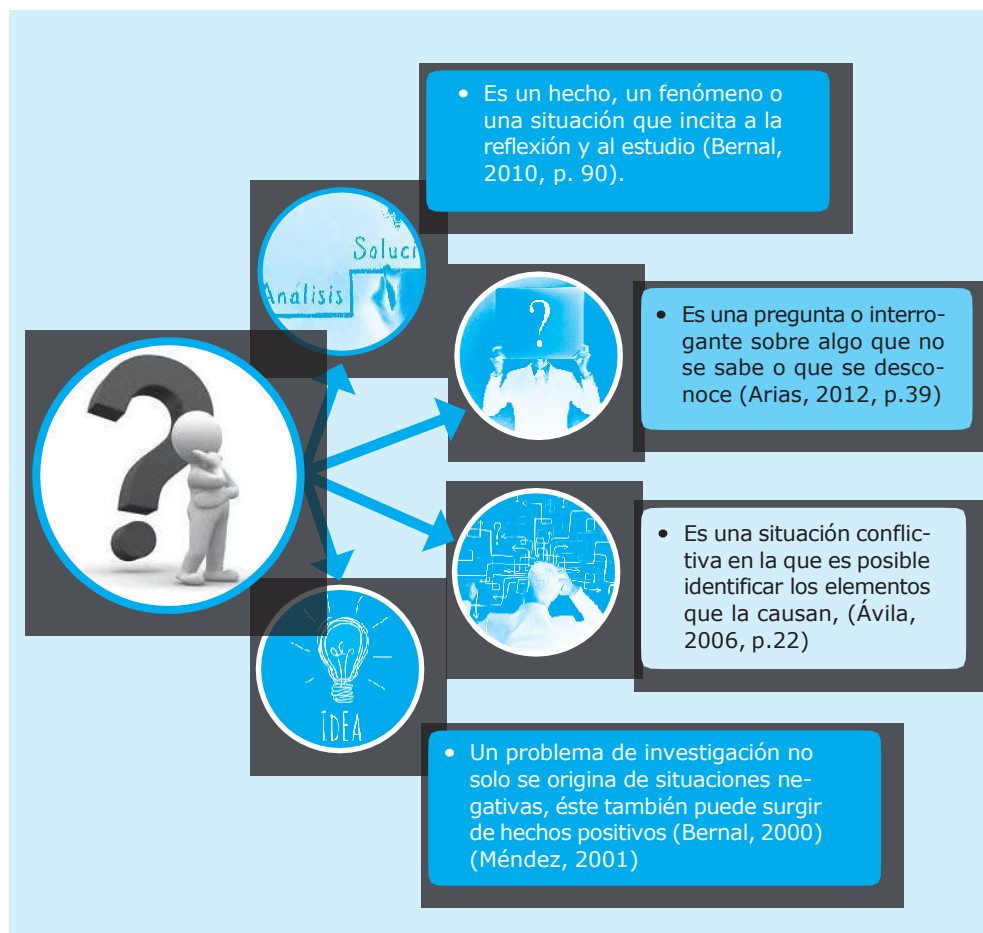 • Es un hecho, un fenómeno o
una situación que incita a la
reflexión y al estudio (Bernal,
2010, p. 90).
Soluci
Análisis
?
• Es una pregunta o interro-
gante sobre algo que no
se sabe o que se desco-
noce (Arias, 2012, p.39)
?
• Es una situación conflic-
tiva en la que es posible
identificar los elementos
que la causan, (Ávila,
2006, p.22)
?
IDEA
• Un problema de investigación no
solo se origina de situaciones ne-
gativas, éste también puede surgir
de hechos positivos (Bernal, 2000)
(Méndez, 2001)